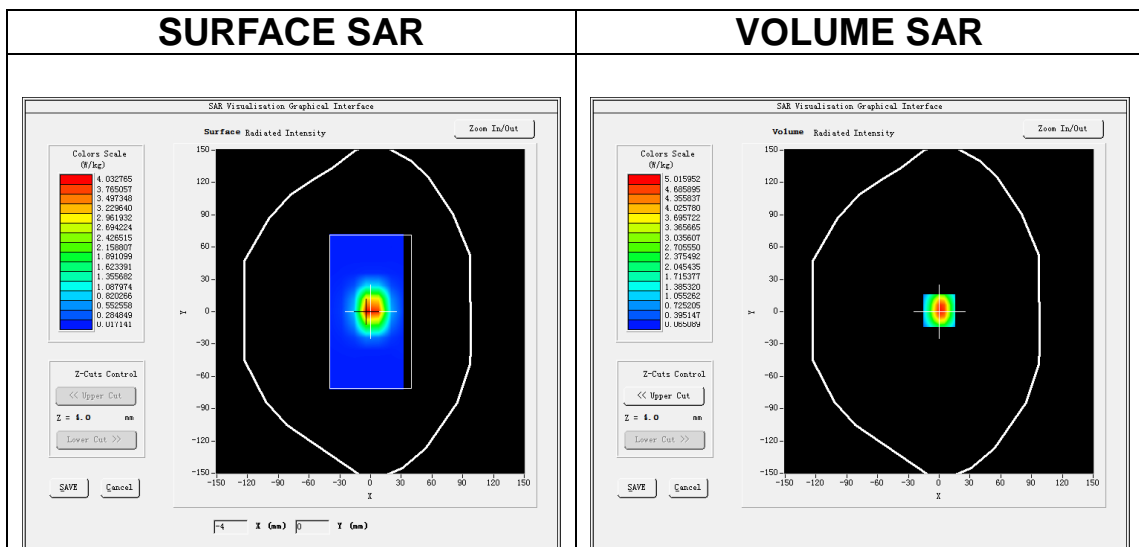 SURFACE SAR
VOLUME SAR
SAR Visualisation Graphical Interface
Surface Radiated Intensity
Zoom In/Out
Colors Scale
(W/kg)
4.032765
3.765057
3.497348
3.229640
2.961932
2.694224
2.426515
2.158807
1.891099
1.623391
1.355682
1.087974
0.820266
0.552558
0.284849
0.017141
150
120
90
60
30
0
-30
-60
-90
-120
-150
Y
-150 -120 -90 -60 -30 0 30 60 90 120 150
X
Z-Cuts Control
<< Upper Cut
Z = 4.0 mm
Lower Cut >>
SAVE
Cancel
-4 X (mm) 0 Y (mm)
SAR Visualisation Graphical Interface
Volume Radiated Intensity
Zoom In/Out
Colors Scale
(W/kg)
5.015952
4.685895
4.355837
4.025780
3.695722
3.365665
3.035607
2.705550
2.375492
2.045435
1.715377
1.385320
1.055262
0.725205
0.395147
0.065089
150
120
90
60
30
0
-30
-60
-90
-120
-150
Y
-150 -120 -90 -60 -30 0 30 60 90 120 150
X
Z-Cuts Control
<< Upper Cut
Z = 4.0 mm
Lower Cut >>
SAVE
Cancel